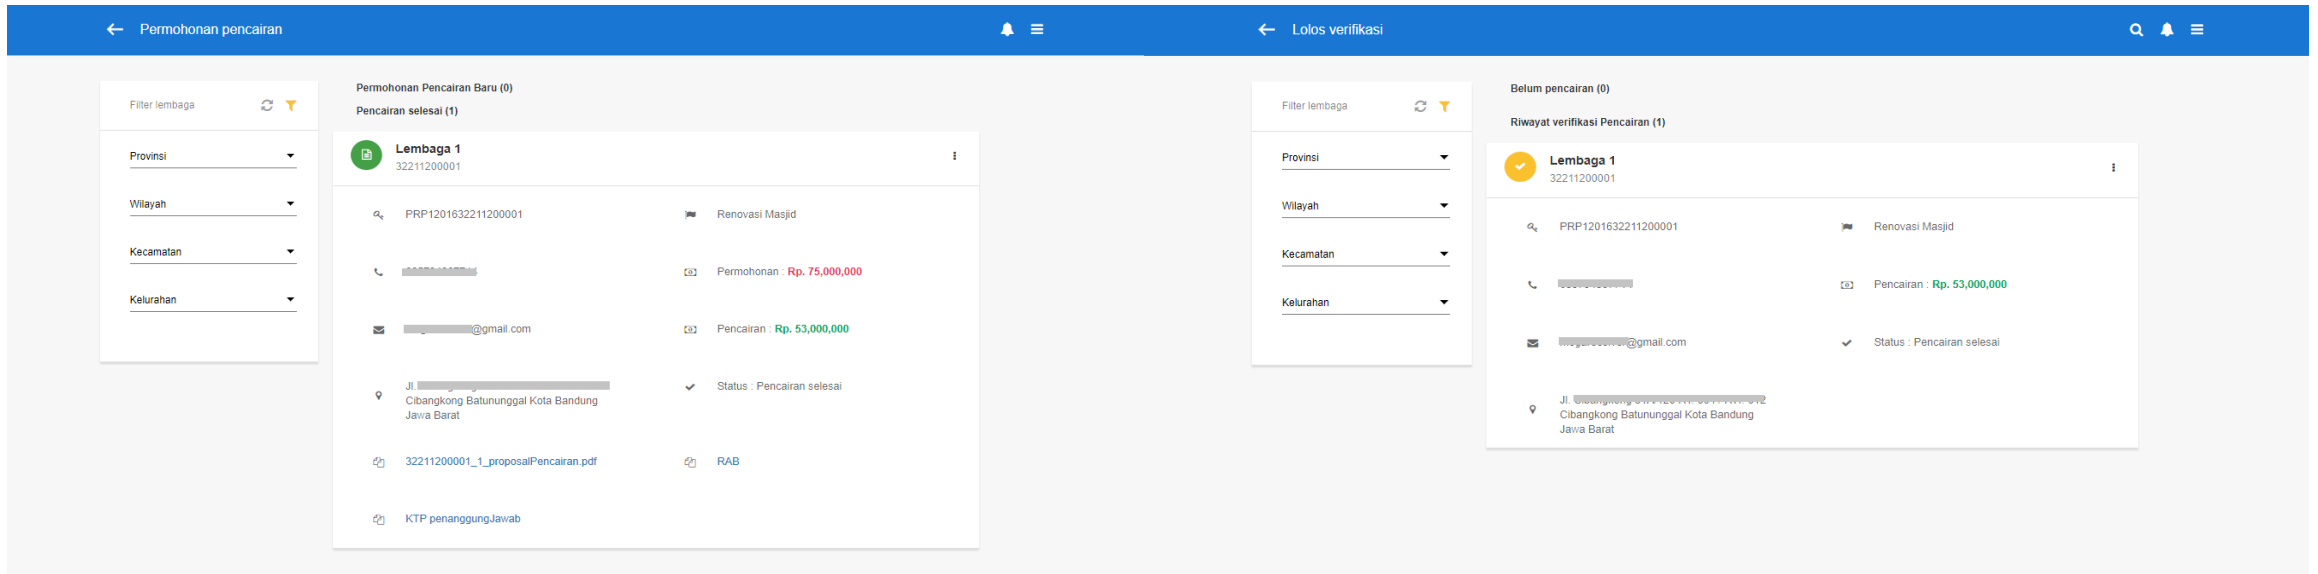 Permohonan pencairan
Filter lembaga
Provinsi
Wilayah
Kecamatan
Kelurahan
Permohonan Pencairan Baru (0)
Pencairan selesai (1)
Lembaga 1
32211200001
PRP1201632211200001
Renovasi Masjid
Permohonan : Rp. 75,000,000
@gmail.com
Pencairan : Rp. 53,000,000
Jl.
Cibangkong Batununggal Kota Bandung
Jawa Barat
Status : Pencairan selesai
32211200001_1_proposalPencairan.pdf
RAB
KTP penanggungJawab
Lolos verifikasi
Filter lembaga
Provinsi
Wilayah
Kecamatan
Kelurahan
Belum pencairan (0)
Riwayat verifikasi Pencairan (1)
Lembaga 1
32211200001
PRP1201632211200001
Renovasi Masjid
Pencairan : Rp. 53,000,000
@gmail.com
Status : Pencairan selesai
Jl.
Cibangkong Batununggal Kota Bandung
Jawa Barat